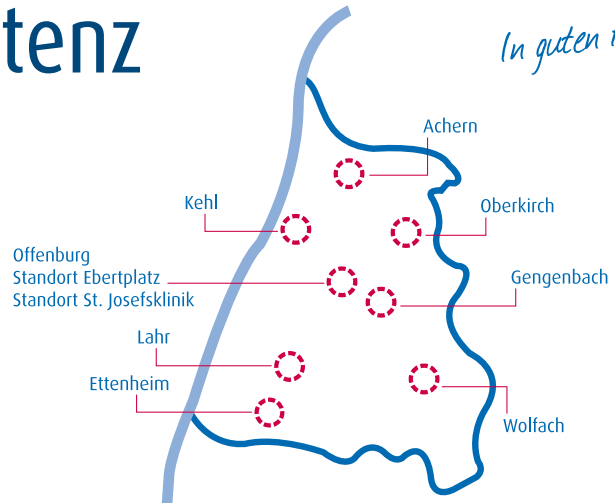 tenz
In guten
Achern
Kehl
Oberkirch
Offenburg
Standort Ebertplatz
Standort St. Josefsklinik
Gengenbach
Lahr
Ettenheim
Wolfach